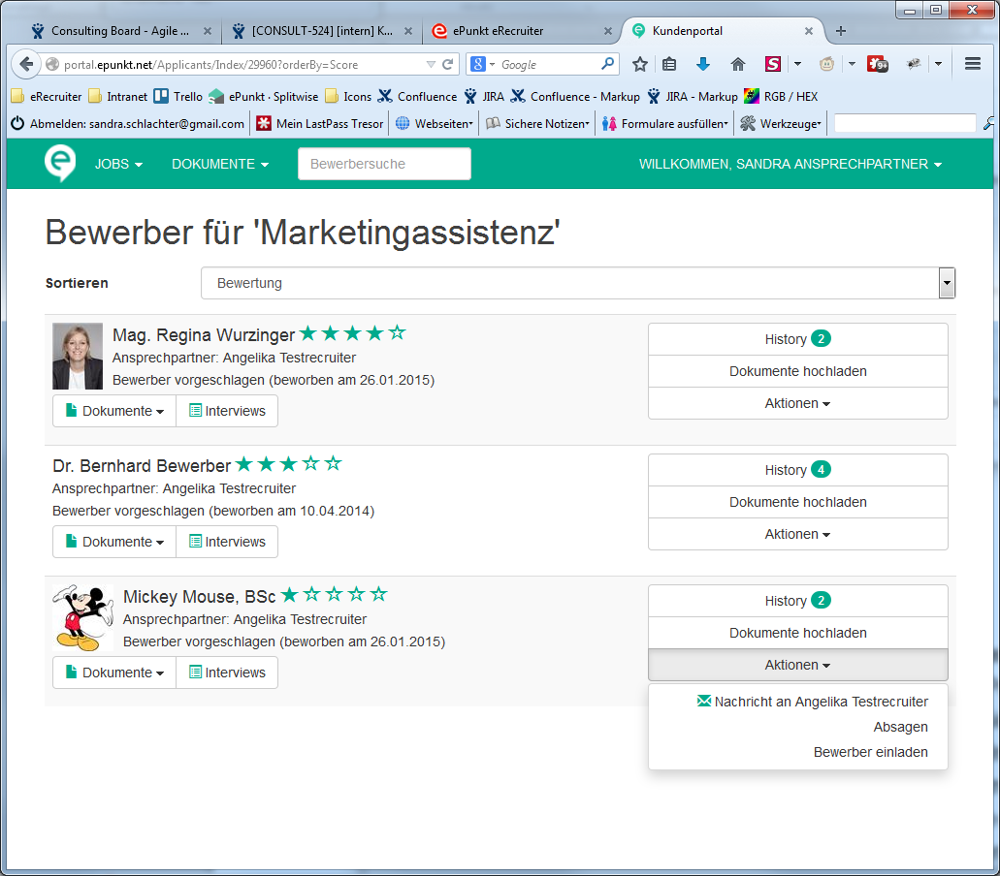 Consulting Board - Agile ...
[CONSULT-524] [intern] K...
ePunkt eRecruiter
Kundenportal
portal.epunkt.net/Applicants/Index/29960?orderBy=Score
Google
eRecruiter
Intranet
Trello
ePunkt · Splitwise
Icons
Confluence
JIRA
Confluence - Markup
JIRA - Markup
RGB / HEX
Abmelden: sandra.schlachter@gmail.com
Mein LastPass Tresor
Webseiten
Sichere Notizen
Formulare ausfüllen
Werkzeuge
JOBS
DOKUMENTE
Bewerbersuche
WILLKOMMEN, SANDRA ANSPRECHPARTNER
Bewerber für 'Marketingassistenz'
Sortieren
Bewertung
Mag. Regina Wurzinger
Ansprechpartner: Angelika Testrecruiter
Bewerber vorgeschlagen (beworben am 26.01.2015)
Dokumente
Interviews
History 2
Dokumente hochladen
Aktionen
Dr. Bernhard Bewerber
Ansprechpartner: Angelika Testrecruiter
Bewerber vorgeschlagen (beworben am 10.04.2014)
Dokumente
Interviews
History 4
Dokumente hochladen
Aktionen
Mickey Mouse, BSc
Ansprechpartner: Angelika Testrecruiter
Bewerber vorgeschlagen (beworben am 26.01.2015)
Dokumente
Interviews
History 2
Dokumente hochladen
Aktionen
Nachricht an Angelika Testrecruiter
Absagen
Bewerber einladen